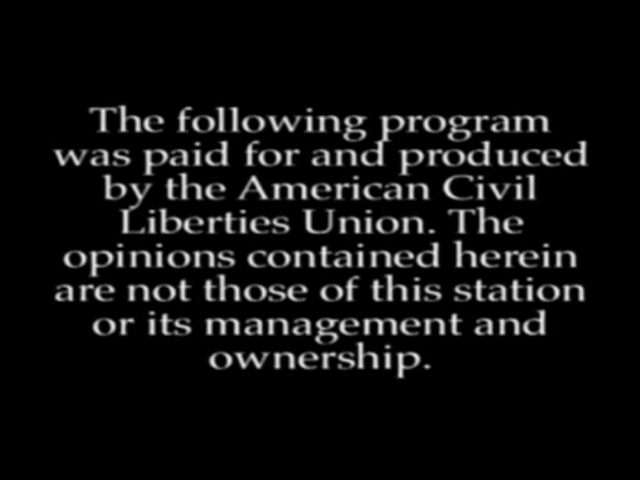 The following program
was paid for and produced
by the American Civil
Liberties Union. The
opinions contained herein
are not those of this station
or its management and
ownership.